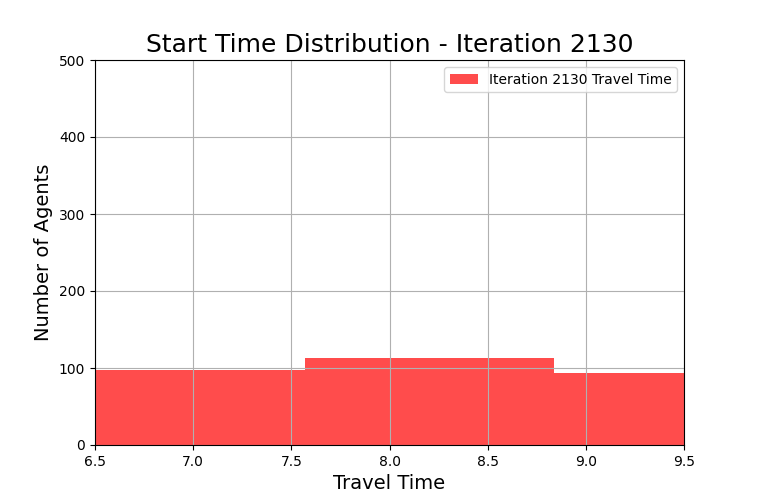 Start Time Distribution - Iteration 2130
Iteration 2130 Travel Time
Number of Agents
500
400
300
200
100
0
6.5 7.0 7.5 8.0 8.5 9.0 9.5
Travel Time